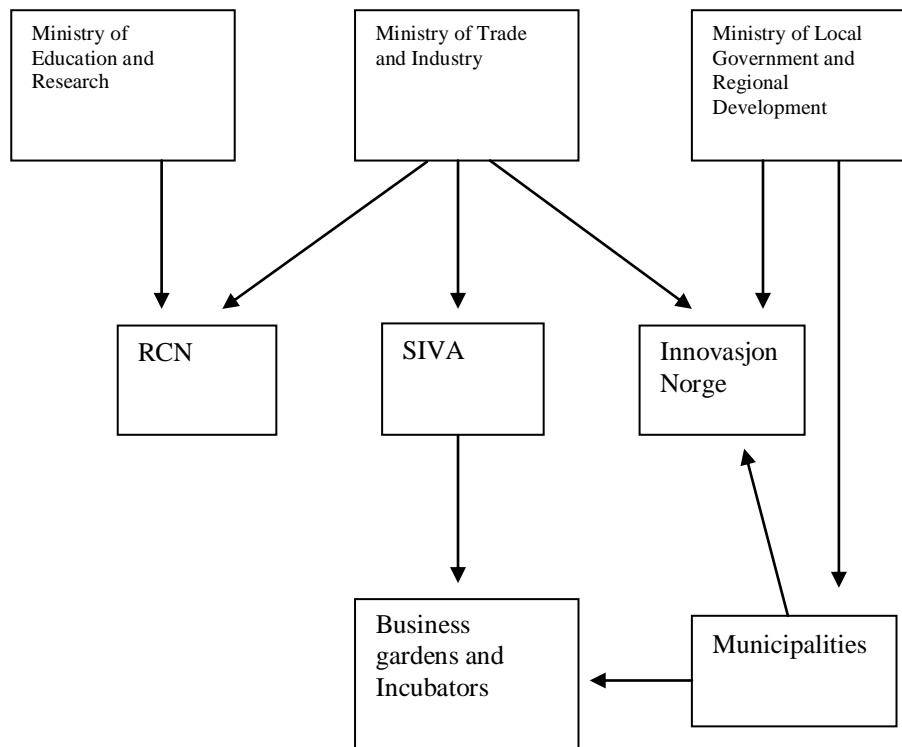 Ministry of
Education and
Research
Ministry of Trade
and Industry
Ministry of Local
Government and
Regional
Development
RCN
SIVA
Innovasjon
Norge
Business
gardens and
Incubators
Municipalities